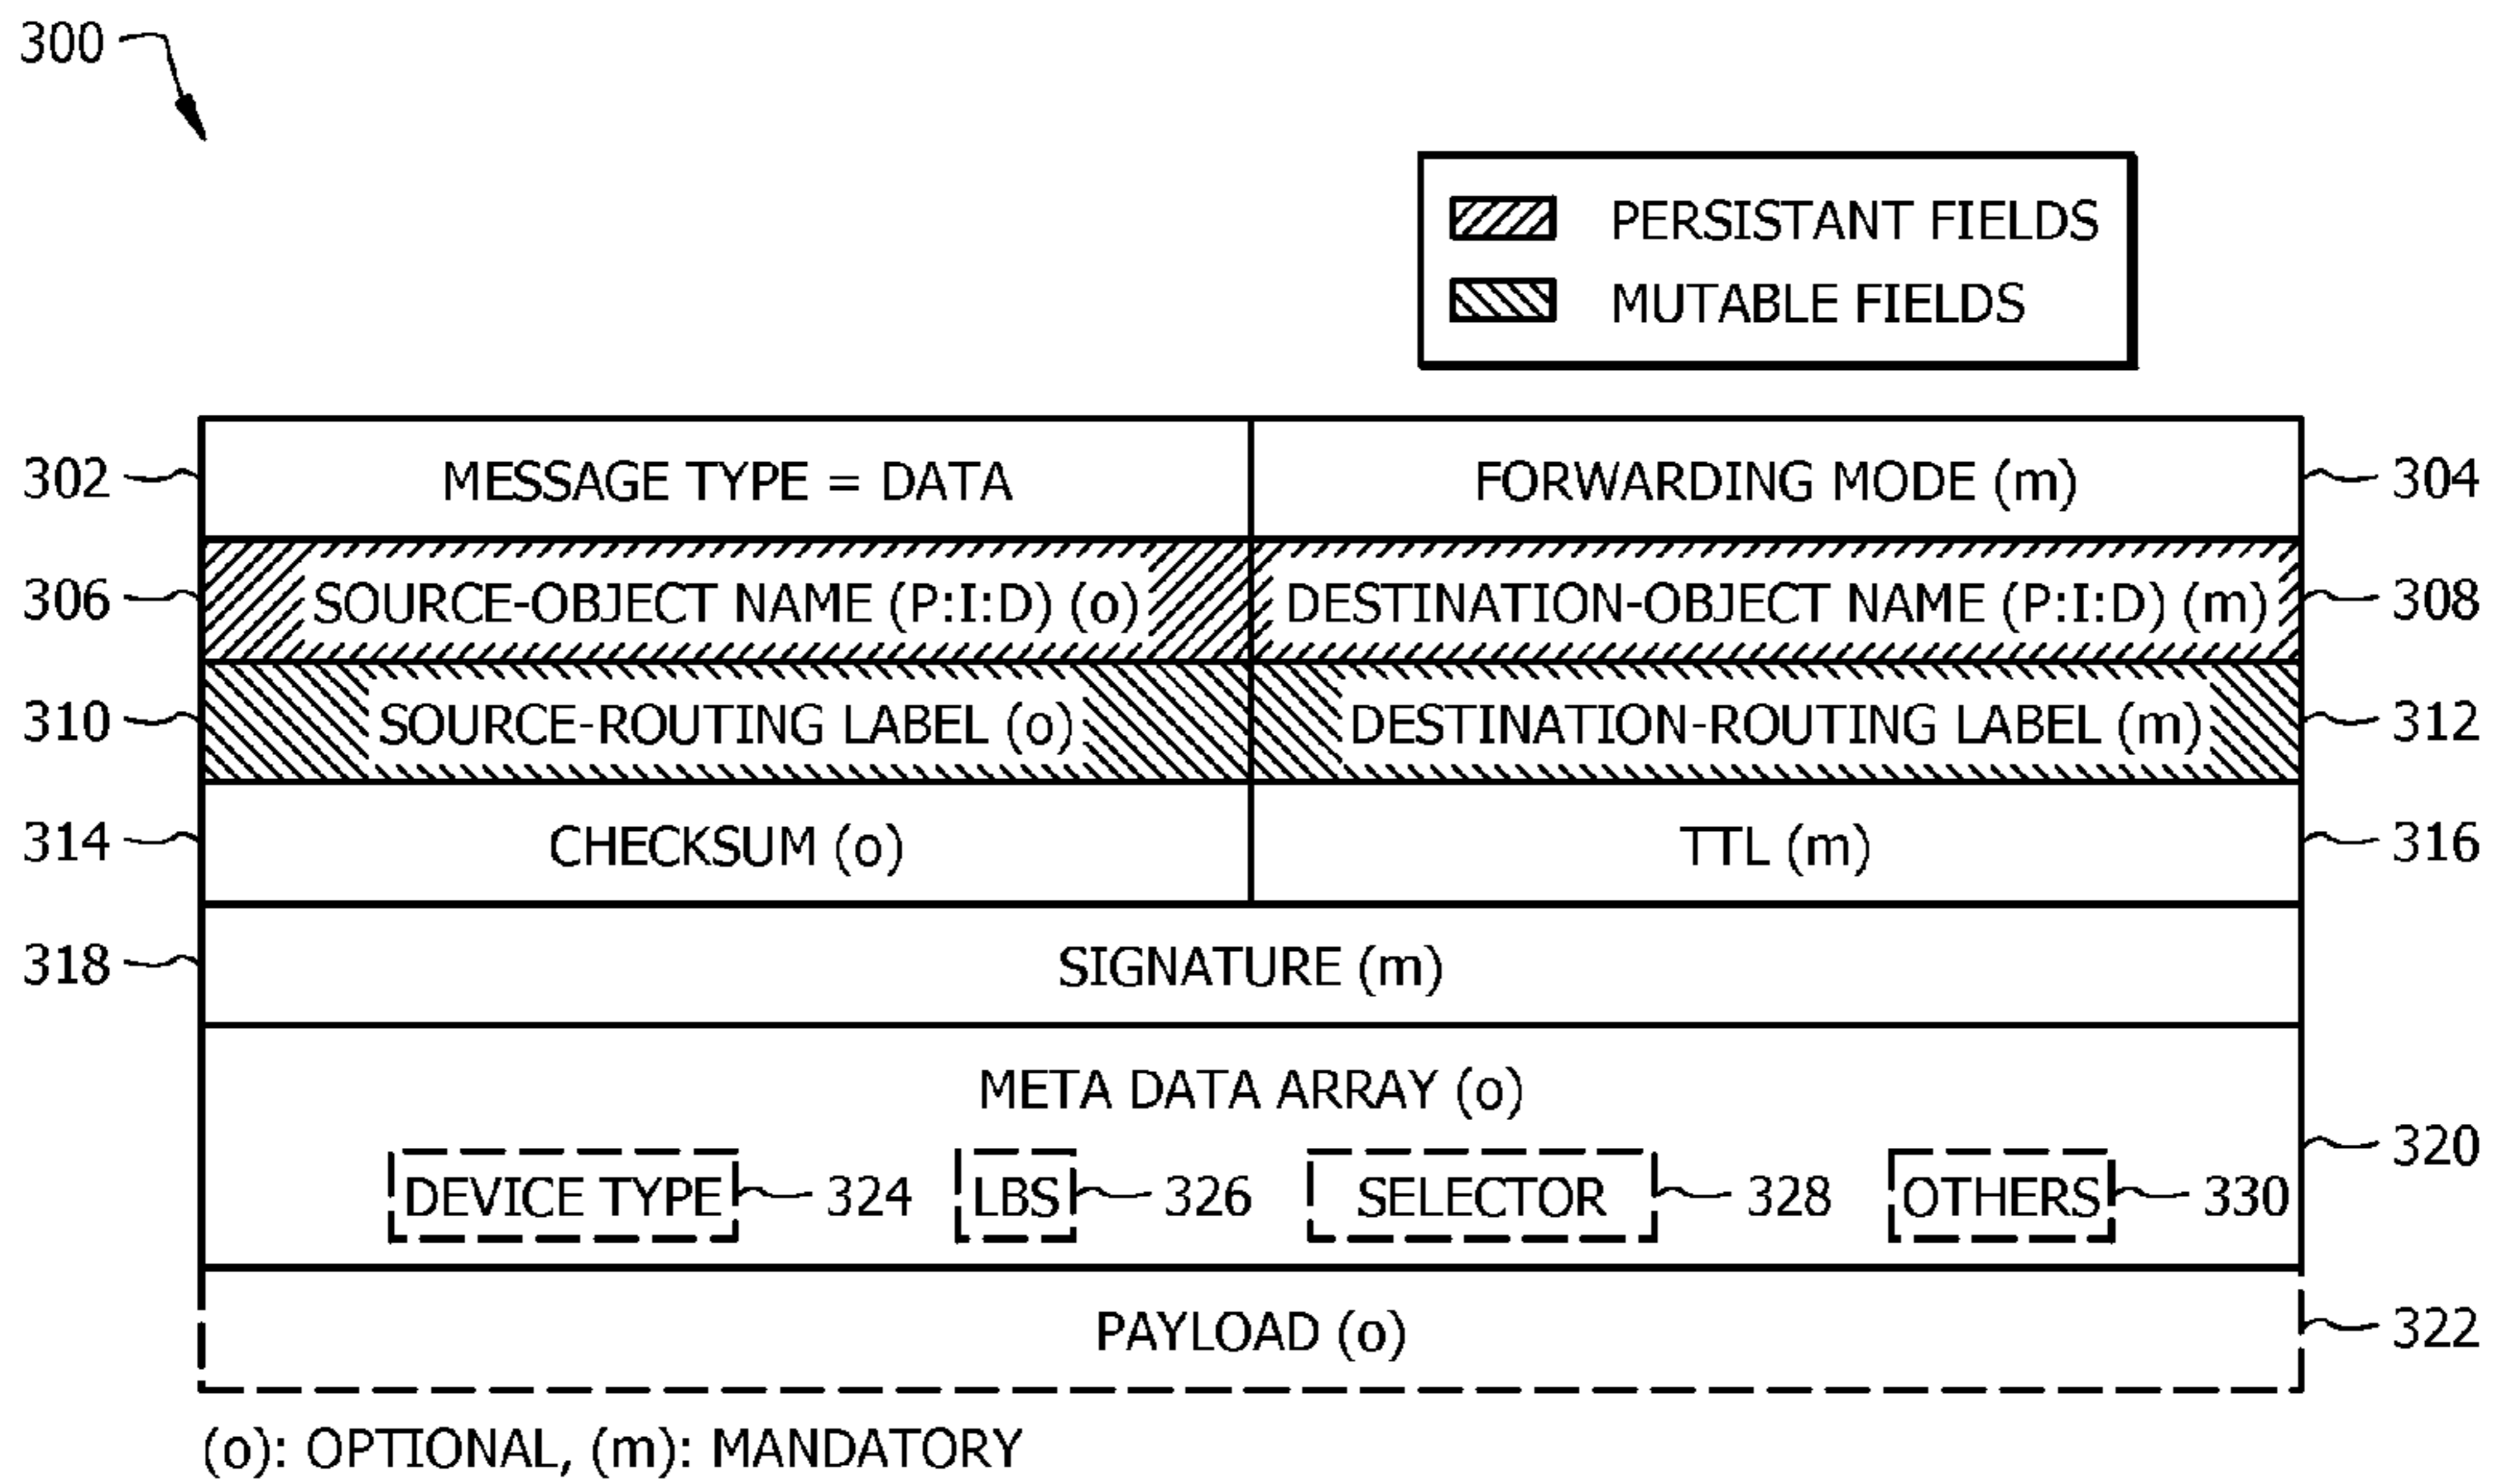 300
PERSISTANT FIELDS
MUTABLE FIELDS
302 MESSAGE TYPE = DATA FORWARDING MODE (m) 304
306 SOURCE-OBJECT NAME (P:I:D) (o) DESTINATION-OBJECT NAME (P:I:D) (m) 308
310 SOURCE-ROUTING LABEL (o) DESTINATION-ROUTING LABEL (m) 312
314 CHECKSUM (o) TTL (m) 316
318 SIGNATURE (m)
META DATA ARRAY (o)
320
DEVICE TYPE 324 LBS 326 SELECTOR 328 OTHERS 330
PAYLOAD (o) 322
(o): OPTIONAL, (m): MANDATORY